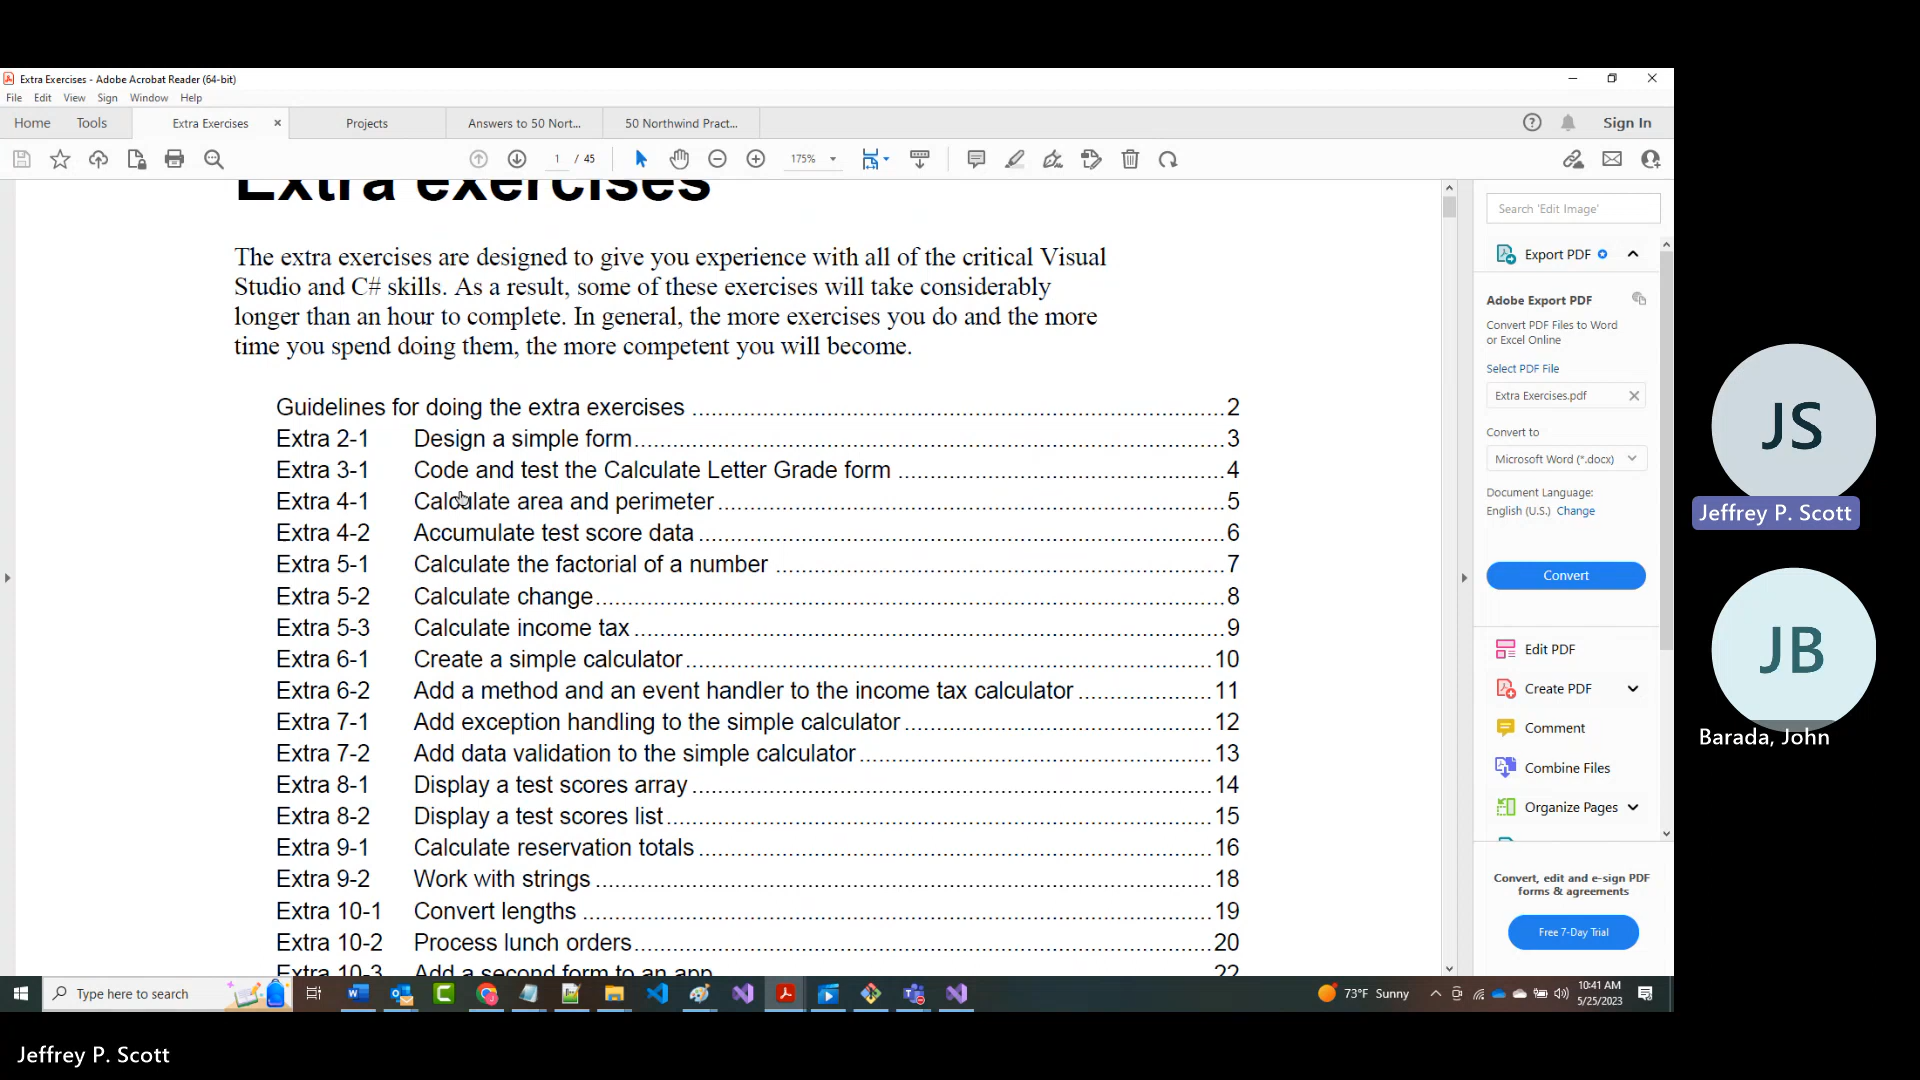 Extra Exercises - Adobe Acrobat Reader (64-bit)
File Edit View Sign Window Help
Home Tools Extra Exercises Projects Answers to 50 Nort... 50 Northwind Pract... Sign In
1 / 45 175%
Extra exercises
The extra exercises are designed to give you experience with all of the critical Visual
Studio and C# skills. As a result, some of these exercises will take considerably
longer than an hour to complete. In general, the more exercises you do and the more
time you spend doing them, the more competent you will become.
Guidelines for doing the extra exercises ........ 2
Extra 2-1 Design a simple form ........ 3
Extra 3-1 Code and test the Calculate Letter Grade form ........ 4
Extra 4-1 Calculate area and perimeter ........ 5
Extra 4-2 Accumulate test score data ........ 6
Extra 5-1 Calculate the factorial of a number ........ 7
Extra 5-2 Calculate change ........ 8
Extra 5-3 Calculate income tax ........ 9
Extra 6-1 Create a simple calculator ........ 10
Extra 6-2 Add a method and an event handler to the income tax calculator ........ 11
Extra 7-1 Add exception handling to the simple calculator ........ 12
Extra 7-2 Add data validation to the simple calculator ........ 13
Extra 8-1 Display a test scores array ........ 14
Extra 8-2 Display a test scores list ........ 15
Extra 9-1 Calculate reservation totals ........ 16
Extra 9-2 Work with strings ........ 18
Extra 10-1 Convert lengths ........ 19
Extra 10-2 Process lunch orders ........ 20
Extra 10-3 Add a second form to an app ........ 22
Search 'Edit Image'
Export PDF
Adobe Export PDF
Convert PDF Files to Word
or Excel Online
Select PDF File
Extra Exercises.pdf
Convert to
Microsoft Word (*.docx)
Document Language:
English (U.S.) Change
Convert
Edit PDF
Create PDF
Comment
Combine Files
Organize Pages
Convert, edit and e-sign PDF
forms & agreements
Free 7-Day Trial
JS
Jeffrey P. Scott
JB
Barada, John
Type here to search
73°F Sunny
10:41 AM
5/25/2023
Jeffrey P. Scott